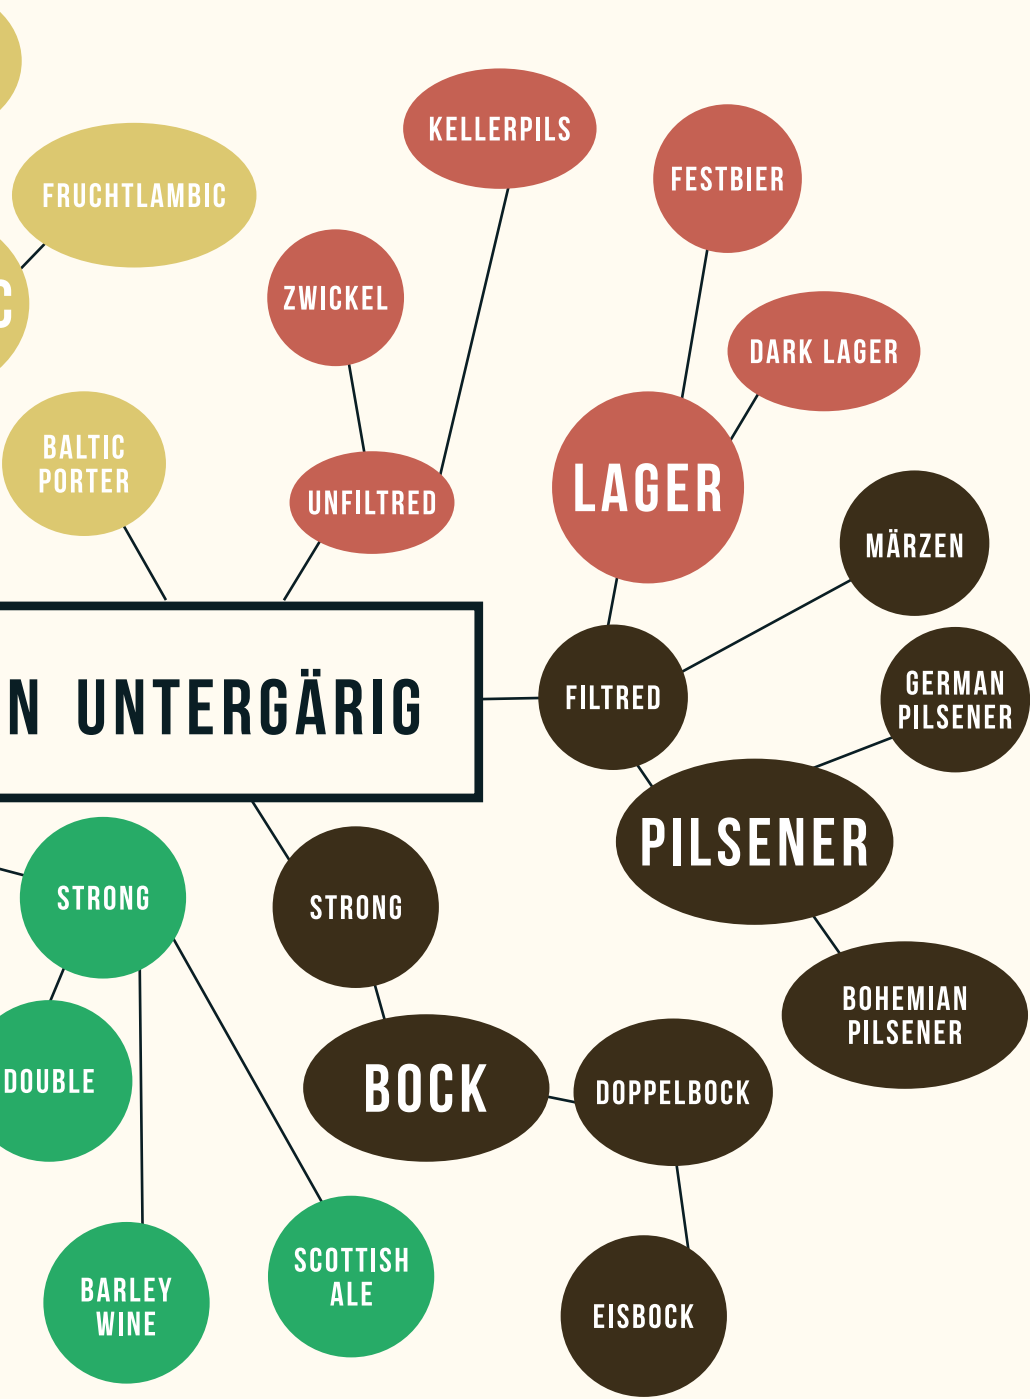 KELLERPILS
FESTBIER
FRUCHTLAMBIC
ZWICKEL
C
DARK LAGER
BALTIC
PORTER
LAGER
UNFILTRED
MÄRZEN
FILTRED
GERMAN
PILSENER
N UNTERGÄRIG
PILSENER
STRONG
STRONG
BOHEMIAN
PILSENER
DOUBLE
BOCK
DOPPELBOCK
SCOTTISH
ALE
BARLEY
WINE
EISBOCK